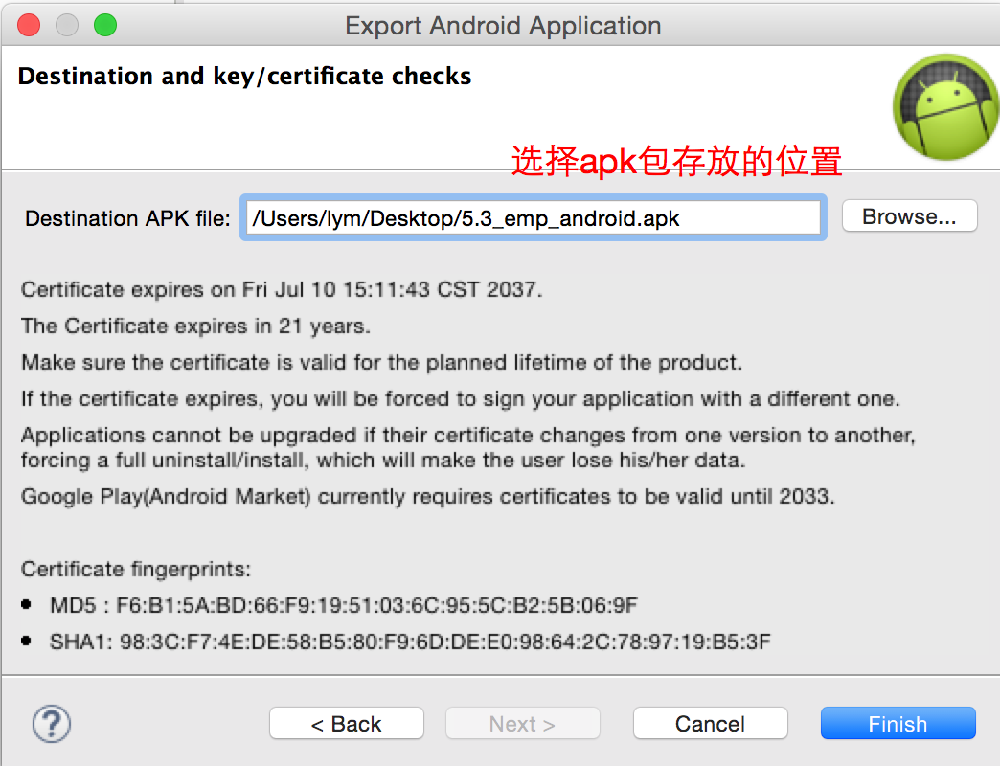 Export Android Application
Destination and key/certificate checks
选择apk包存放的位置
Destination APK file: /Users/lym/Desktop/5.3_emp_android.apk Browse...
Certificate expires on Fri Jul 10 15:11:43 CST 2037.
The Certificate expires in 21 years.
Make sure the certificate is valid for the planned lifetime of the product.
If the certificate expires, you will be forced to sign your application with a different one.
Applications cannot be upgraded if their certificate changes from one version to another,
forcing a full uninstall/install, which will make the user lose his/her data.
Google Play(Android Market) currently requires certificates to be valid until 2033.
Certificate fingerprints:
• MD5 : F6:B1:5A:BD:66:F9:19:51:03:6C:95:5C:B2:5B:06:9F
• SHA1: 98:3C:F7:4E:DE:58:B5:80:F9:6D:DE:E0:98:64:2C:78:97:19:B5:3F
? < Back Next > Cancel Finish